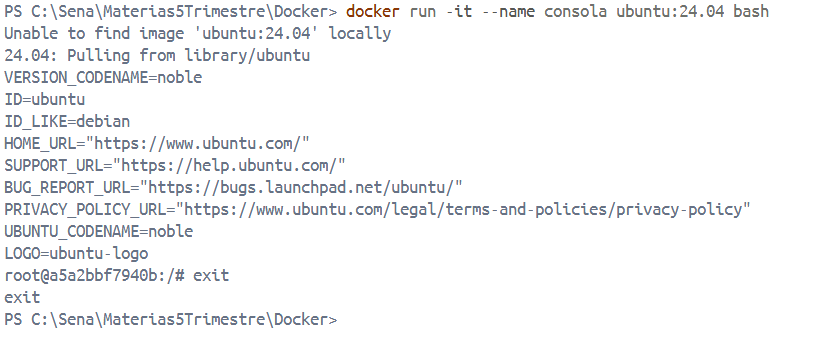 PS C:\Sena\Materias5Trimestre\Docker> docker run -it --name consola ubuntu:24.04 bash
Unable to find image 'ubuntu:24.04' locally
24.04: Pulling from library/ubuntu
VERSION_CODENAME=noble
ID=ubuntu
ID_LIKE=debian
HOME_URL="https://www.ubuntu.com/"
SUPPORT_URL="https://help.ubuntu.com/"
BUG_REPORT_URL="https://bugs.launchpad.net/ubuntu/"
PRIVACY_POLICY_URL="https://www.ubuntu.com/legal/terms-and-policies/privacy-policy"
UBUNTU_CODENAME=noble
LOGO=ubuntu-logo
root@a5a2bbf7940b:/# exit
exit
PS C:\Sena\Materias5Trimestre\Docker>